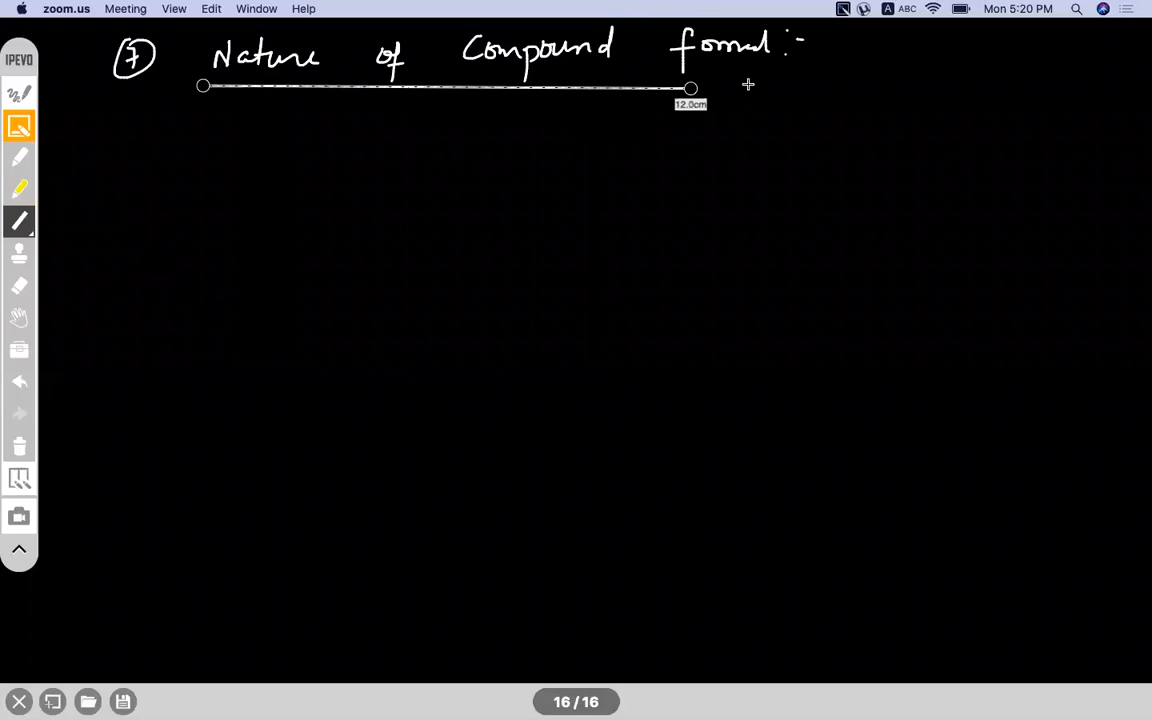 zoom.us Meeting View Edit Window Help A ABC Mon 5:20 PM
IPEVO
⑦ Nature of Compound formed :-
12.0cm
16 / 16